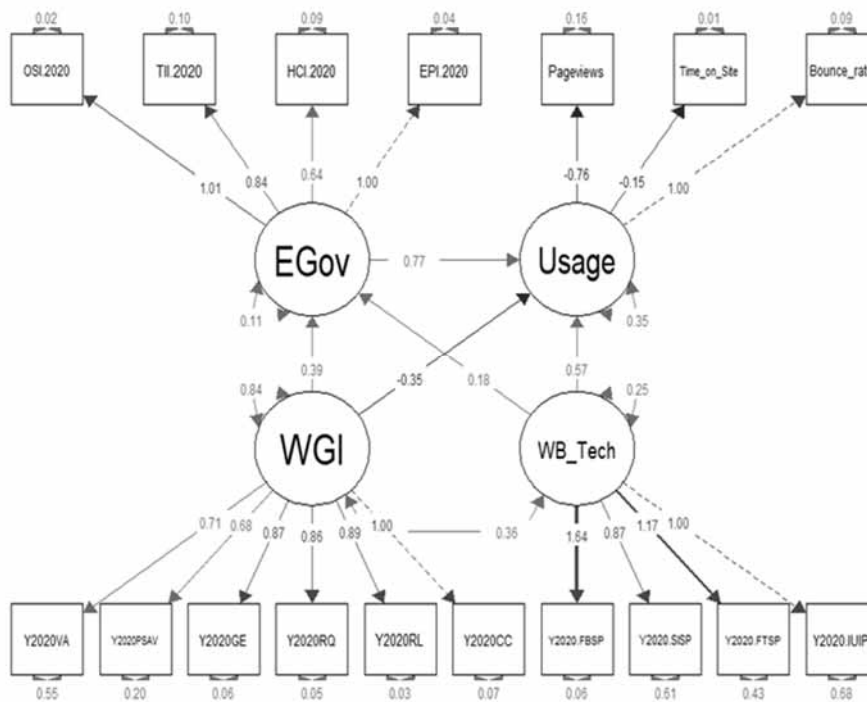 0.02 0.10 0.09 0.04 0.16 0.01 0.09
OSI.2020 TII.2020 HCI.2020 EPI.2020 Pageviews Time_on_Site Bounce_rat
1.01 0.84 0.64 1.00 -0.76 -0.15 1.00
EGov 0.77 Usage
0.11 0.35
0.39 -0.35 0.18 0.57
0.84 0.25
WGI WB_Tech
0.71 0.68 0.87 0.86 0.89 1.00 0.36 1.64 0.87 1.17 1.00
Y2020VA Y2020PSAV Y2020GE Y2020RQ Y2020RL Y2020CC Y2020.FBSP Y2020.SISP Y2020.FTSP Y2020.IUIP
0.55 0.20 0.06 0.05 0.03 0.07 0.06 0.61 0.43 0.68